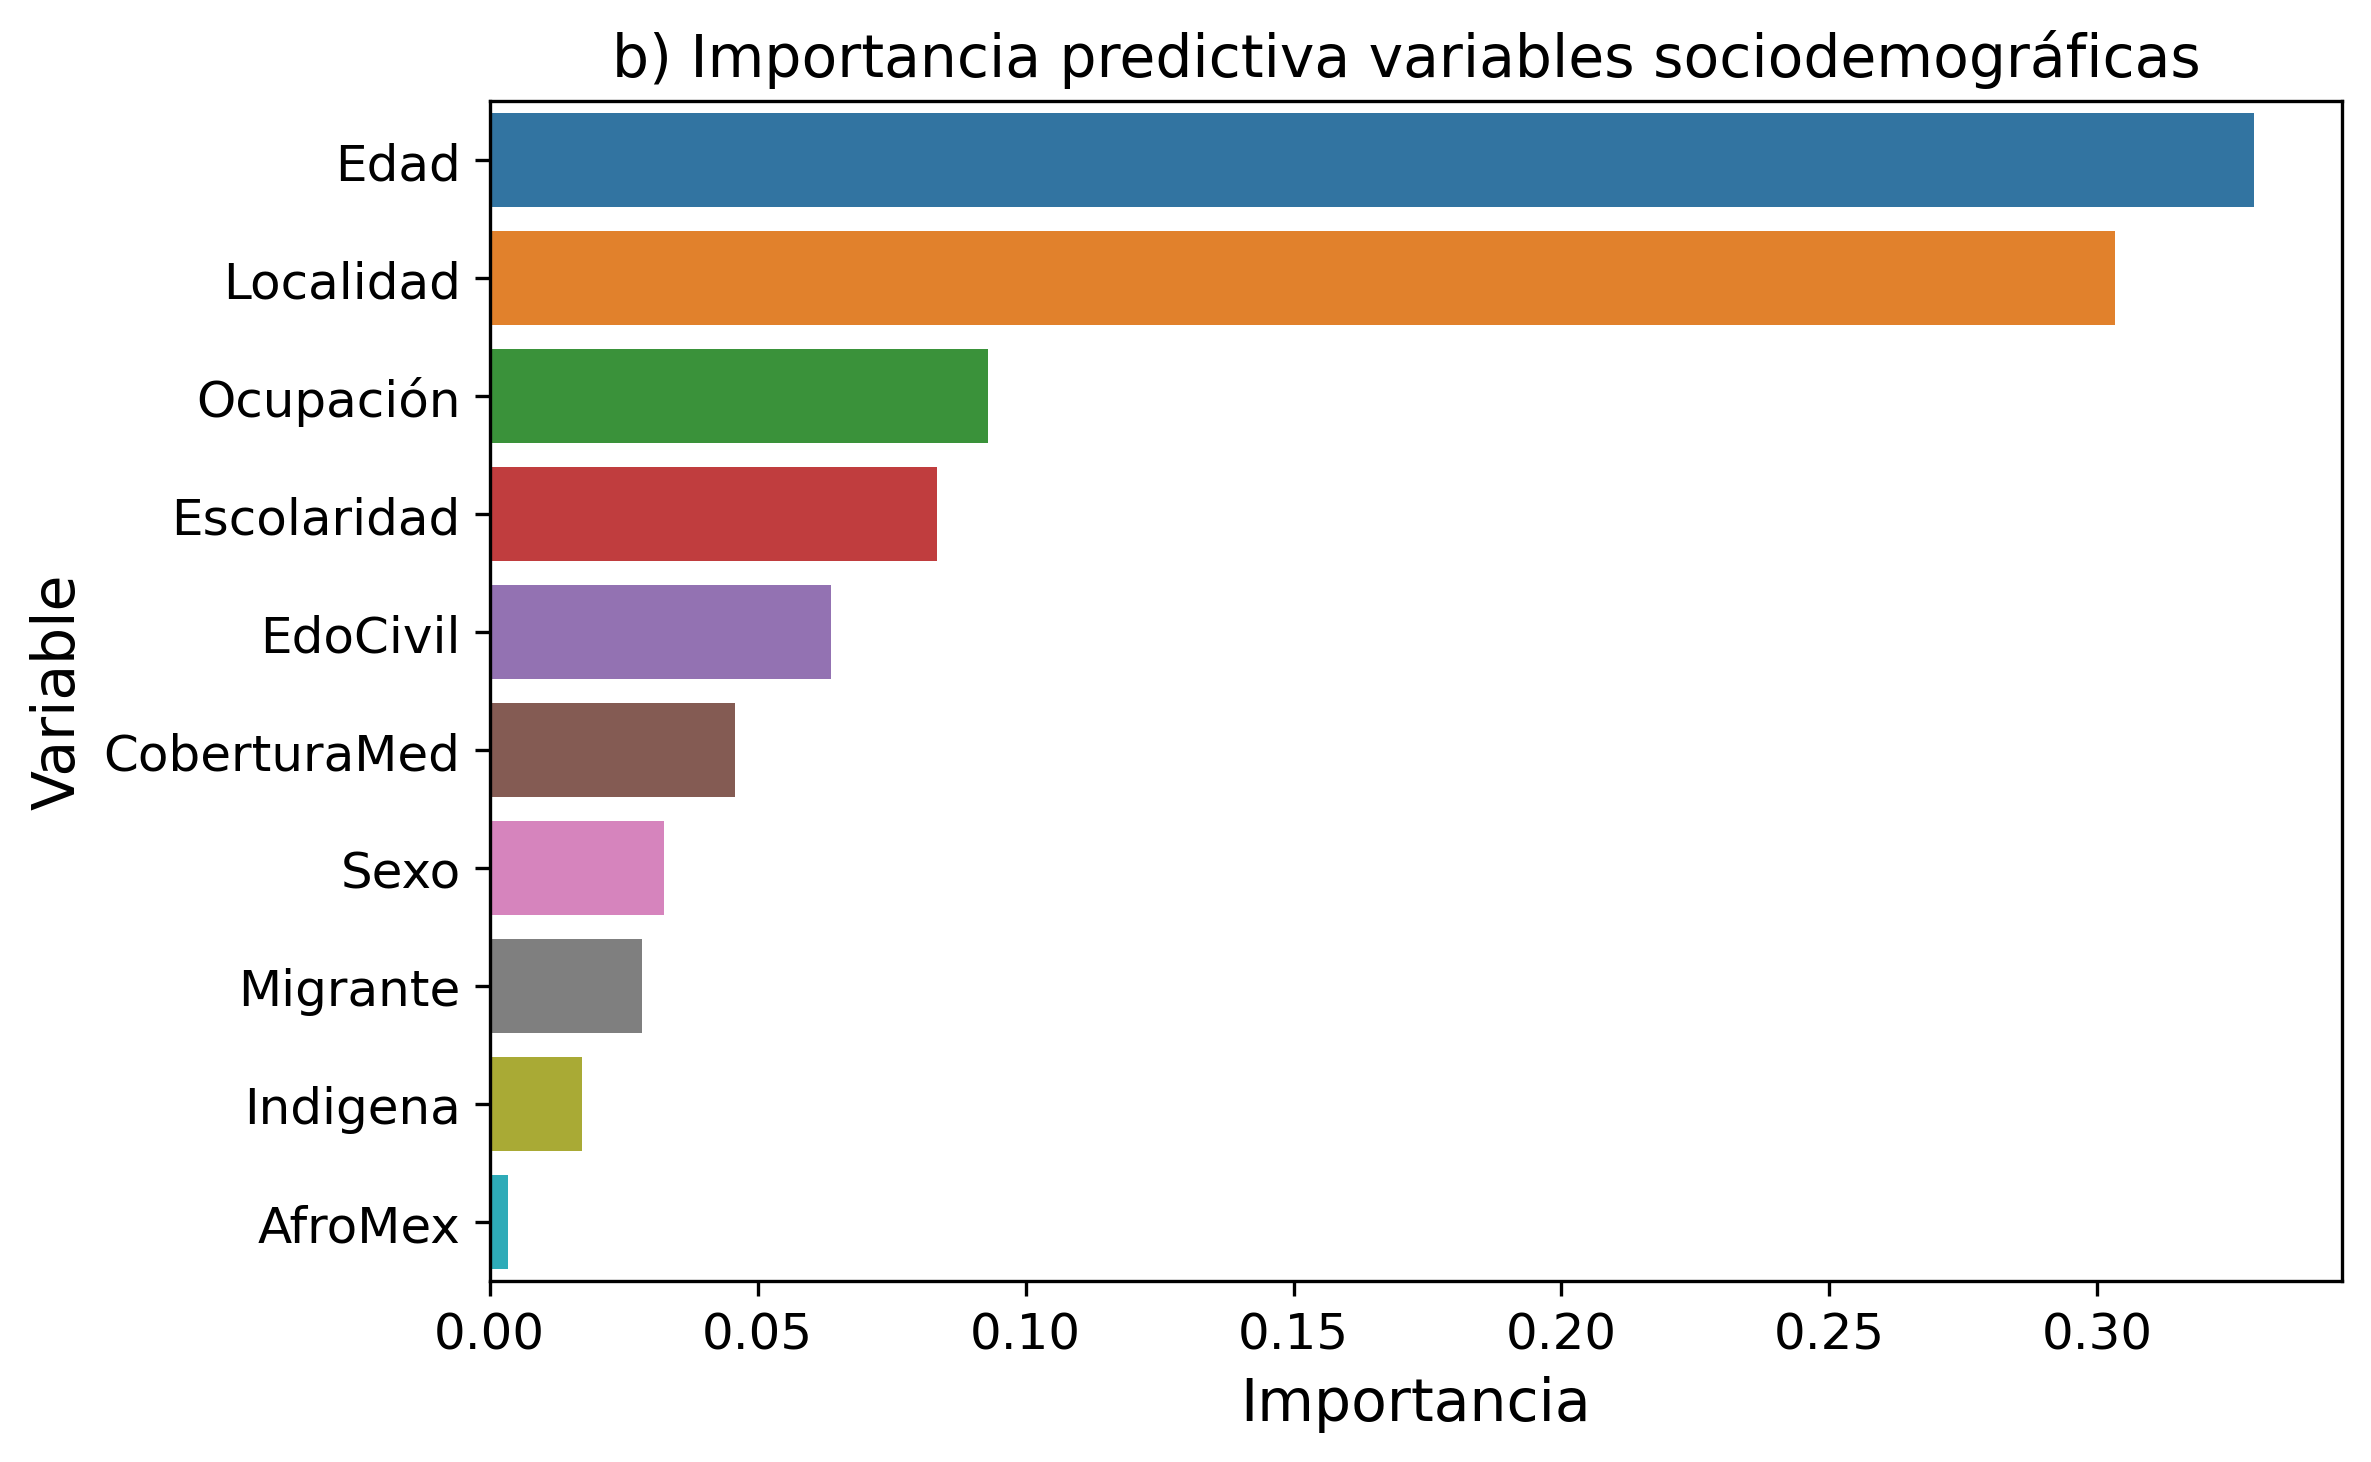 b) Importancia predictiva variables sociodemográficas
Variable
Edad
Localidad
Ocupación
Escolaridad
EdoCivil
CoberturaMed
Sexo
Migrante
Indigena
AfroMex
0.00 0.05 0.10 0.15 0.20 0.25 0.30
Importancia